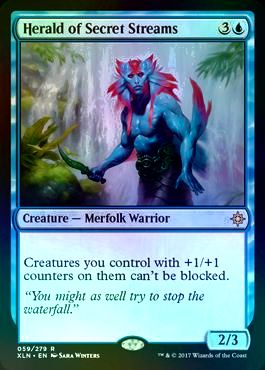 Herald of Secret Streams 3
Creature — Merfolk Warrior
Creatures you control with +1/+1
counters on them can't be blocked.
"You might as well try to stop the
waterfall."
2/3
059/279 R
XLN • EN Sara Winters
™ & © 2017 Wizards of the Coast